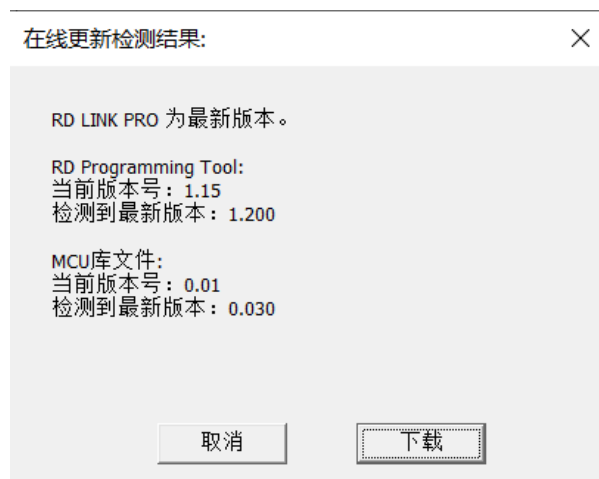 在线更新检测结果:
RD LINK PRO 为最新版本。
RD Programming Tool:
当前版本号：1.15
检测到最新版本：1.200
MCU库文件:
当前版本号：0.01
检测到最新版本：0.030
取消
下载